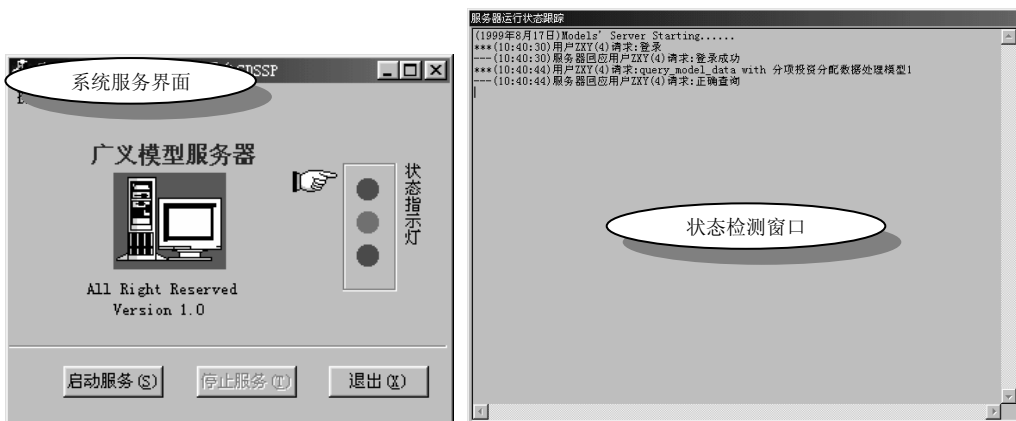 系统服务界面
DSSP
广义模型服务器
状态指示灯
All Right Reserved
Version 1.0
启动服务(S)
停止服务(T)
退出(X)
服务器运行状态跟踪
(1999年8月17日)Models' Server Starting......
***(10:40:30)用户ZXY(4)请求:登录
---(10:40:30)服务器回应用户ZXY(4)请求:登录成功
***(10:40:44)用户ZXY(4)请求:query_model_data with 分项投资分配数据处理模型1
---(10:40:44)服务器回应用户ZXY(4)请求:正确查询
状态检测窗口